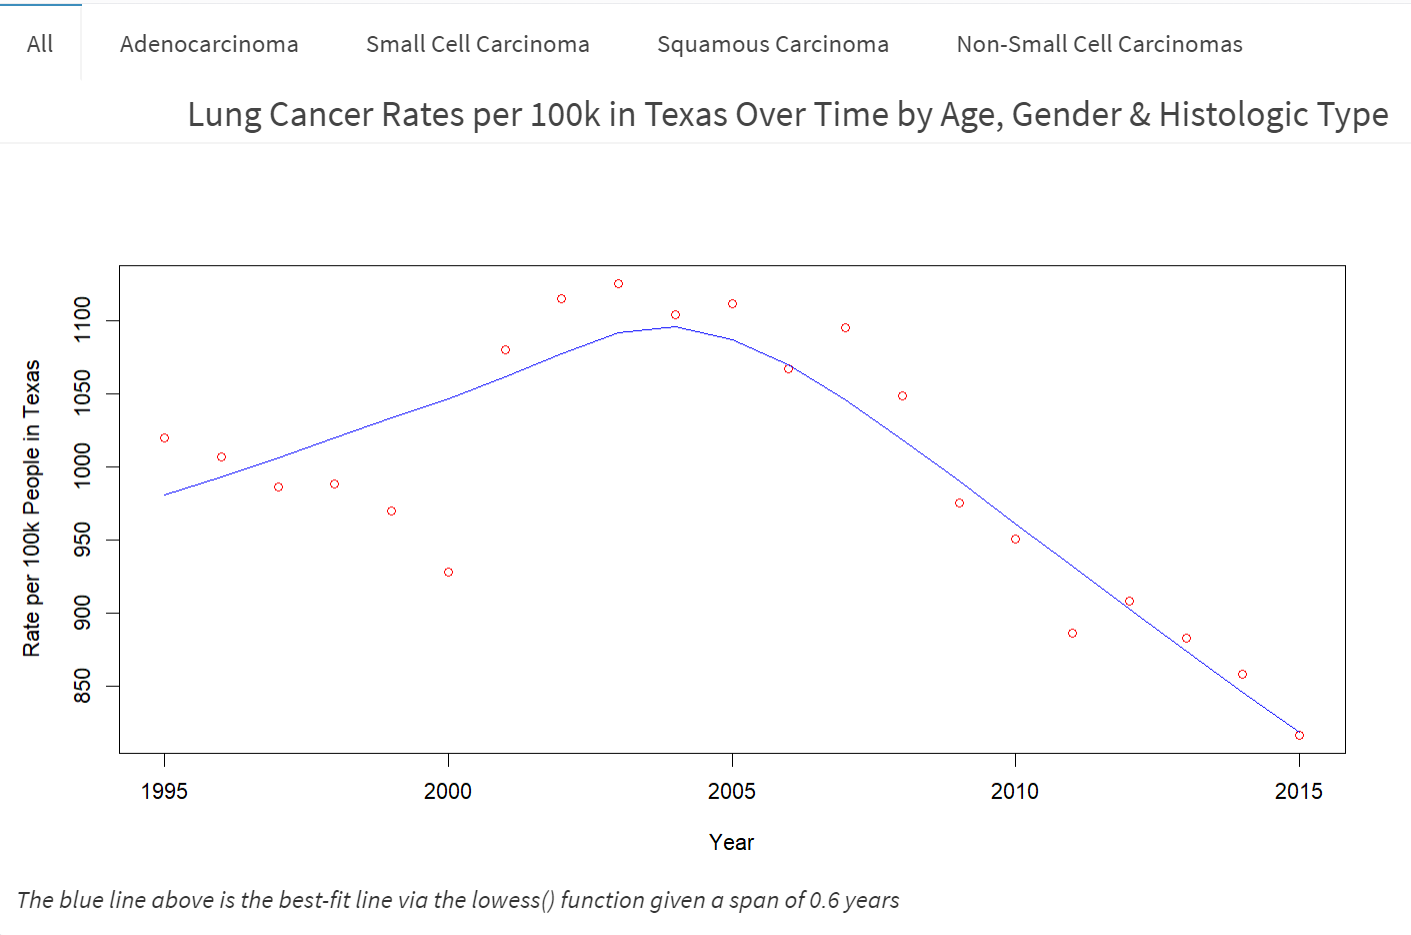 All Adenocarcinoma Small Cell Carcinoma Squamous Carcinoma Non-Small Cell Carcinomas
Lung Cancer Rates per 100k in Texas Over Time by Age, Gender & Histologic Type
Rate per 100k People in Texas
1100
1050
1000
950
900
850
1995 2000 2005 2010 2015
Year
The blue line above is the best-fit line via the lowess() function given a span of 0.6 years